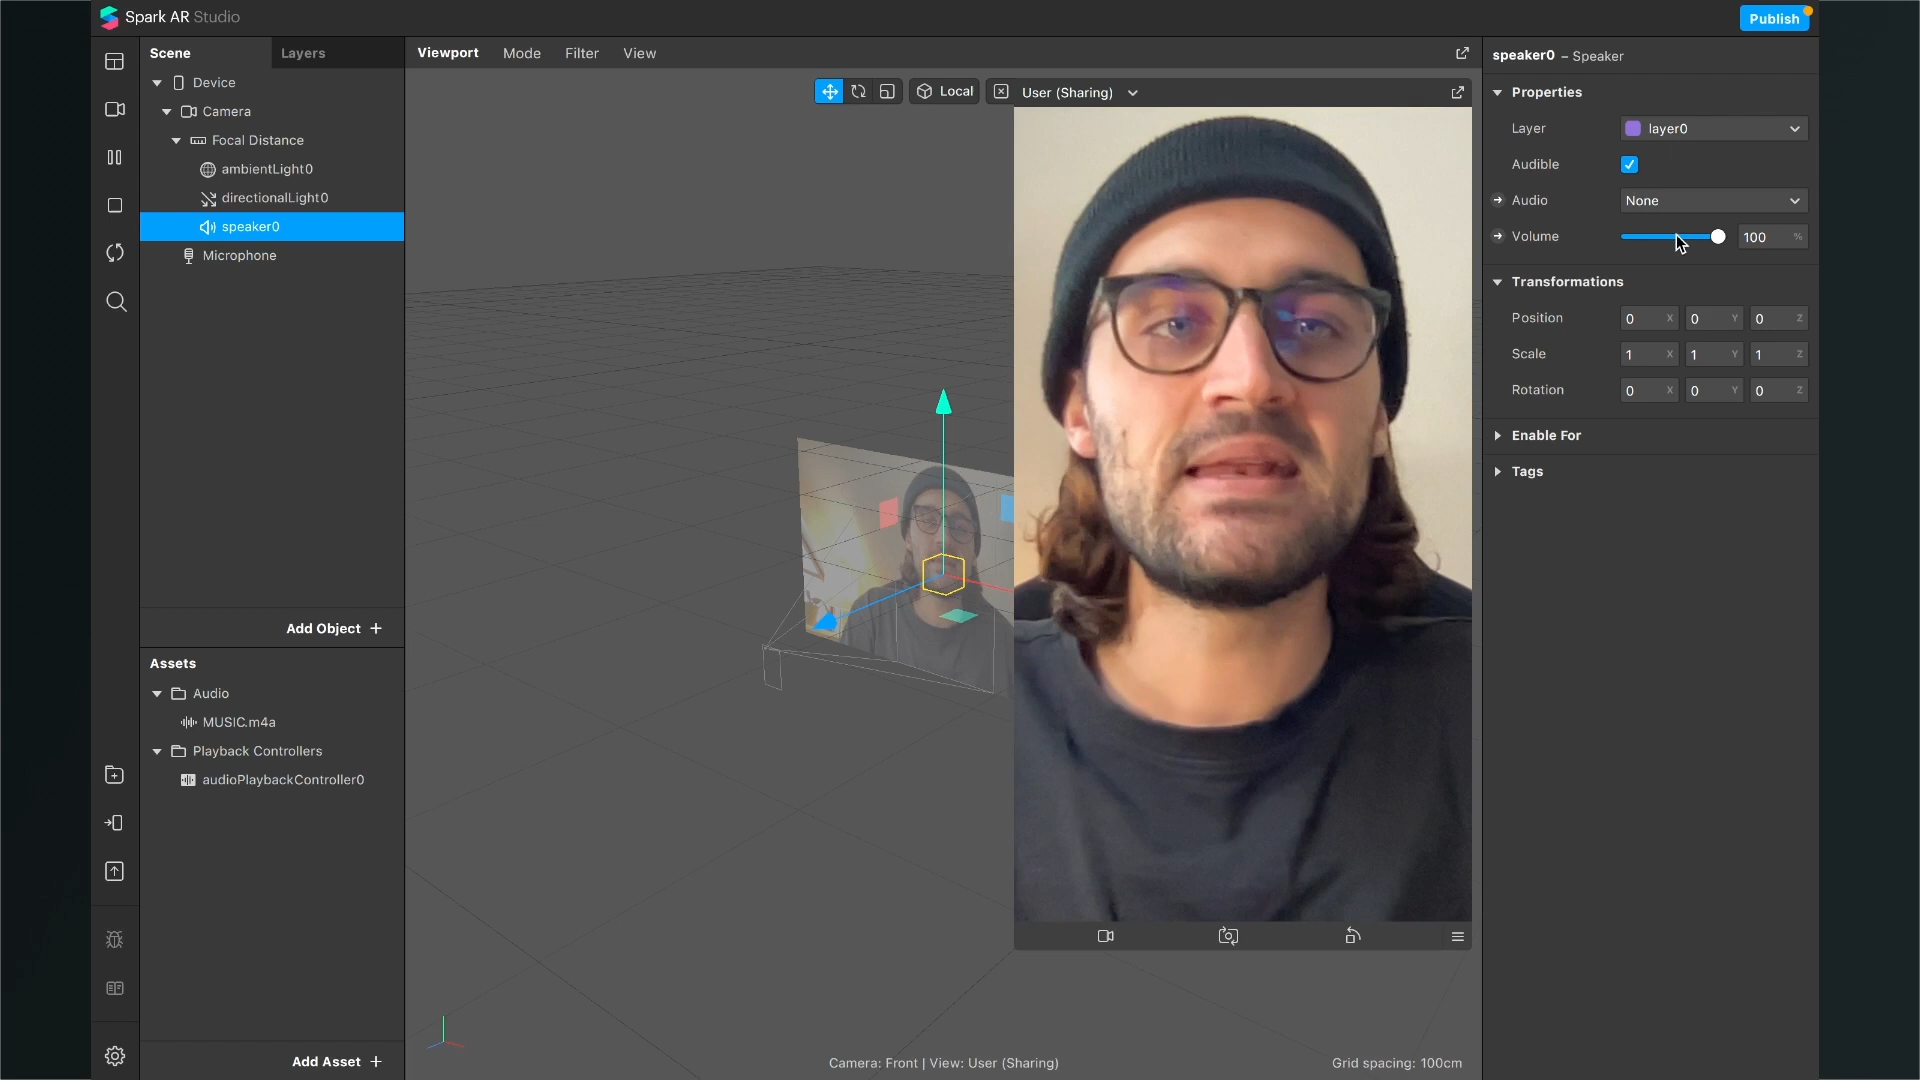 Spark AR Studio
Publish
Scene
Layers
Device
Camera
Focal Distance
ambientLight0
directionalLight0
speaker0
Microphone
Add Object +
Assets
Audio
MUSIC.m4a
Playback Controllers
audioPlaybackController0
Add Asset +
Viewport
Mode
Filter
View
Local
User (Sharing)
Camera: Front | View: User (Sharing)
Grid spacing: 100cm
speaker0 – Speaker
Properties
Layer
layer0
Audible
Audio
None
Volume
100 %
Transformations
Position
0 X 0 Y 0 Z
Scale
1 X 1 Y 1 Z
Rotation
0 X 0 Y 0 Z
Enable For
Tags